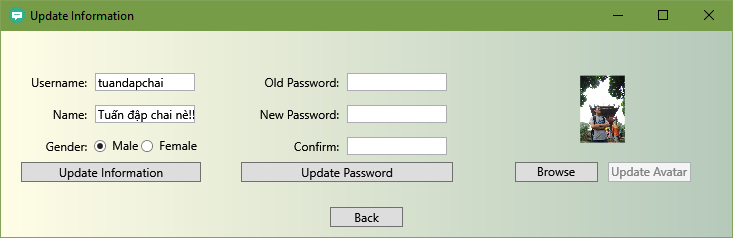 Update Information
Username: tuandapchai
Name: Tuấn đập chai nè!!
Gender: Male Female
Update Information
Old Password:
New Password:
Confirm:
Update Password
Browse Update Avatar
Back